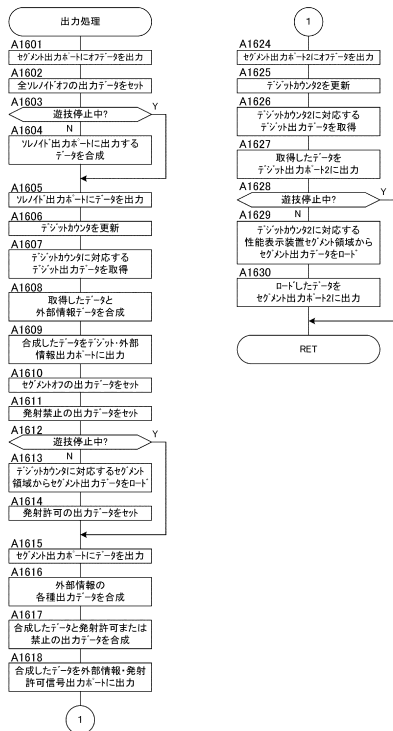 出力処理
A1601
セグメント出力ポートにオフデータを出力
A1602
全ソレノイドオフの出力データをセット
A1603
遊技停止中?
Y
N
A1604
ソレノイド出力ポートに出力する
データを合成
A1605
ソレノイド出力ポートにデータを出力
A1606
デジットカウンタを更新
A1607
デジットカウンタに対応する
デジット出力データを取得
A1608
取得したデータと
外部情報データを合成
A1609
合成したデータをデジット・外部
情報出力ポートに出力
A1610
セグメントオフの出力データをセット
A1611
発射禁止の出力データをセット
A1612
遊技停止中?
Y
N
A1613
デジットカウンタに対応するセグメント
領域からセグメント出力データをロード
A1614
発射許可の出力データをセット
A1615
セグメント出力ポートにデータを出力
A1616
外部情報の
各種出力データを合成
A1617
合成したデータと発射許可または
禁止の出力データを合成
A1618
合成したデータを外部情報・発射
許可信号出力ポートに出力
1
1
A1624
セグメント出力ポート2にオフデータを出力
A1625
デジットカウンタ2を更新
A1626
デジットカウンタ2に対応する
デジット出力データを取得
A1627
取得したデータを
デジット出力ポート2に出力
A1628
遊技停止中?
Y
N
A1629
デジットカウンタ2に対応する
性能表示装置セグメント領域から
セグメント出力データをロード
A1630
ロードしたデータを
セグメント出力ポート2に出力
RET